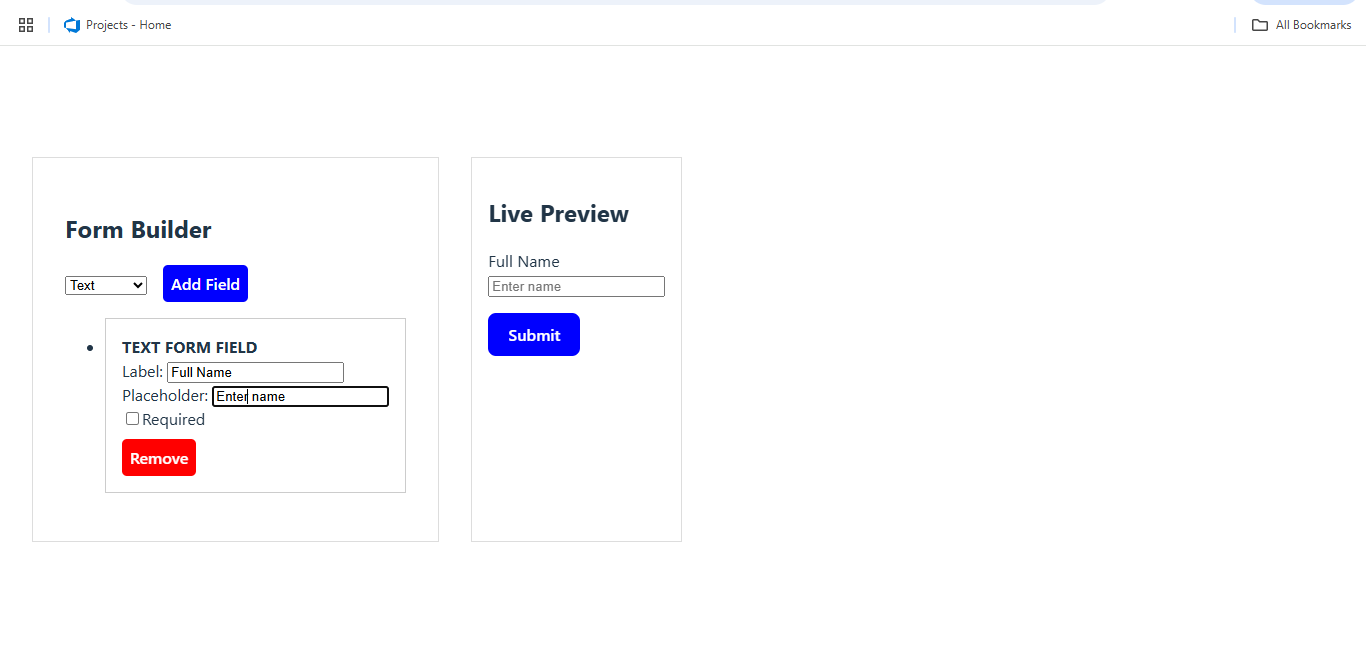 Projects - Home
All Bookmarks
Form Builder
Text
Add Field
TEXT FORM FIELD
Label: Full Name
Placeholder: Enter name
Required
Remove
Live Preview
Full Name
Enter name
Submit